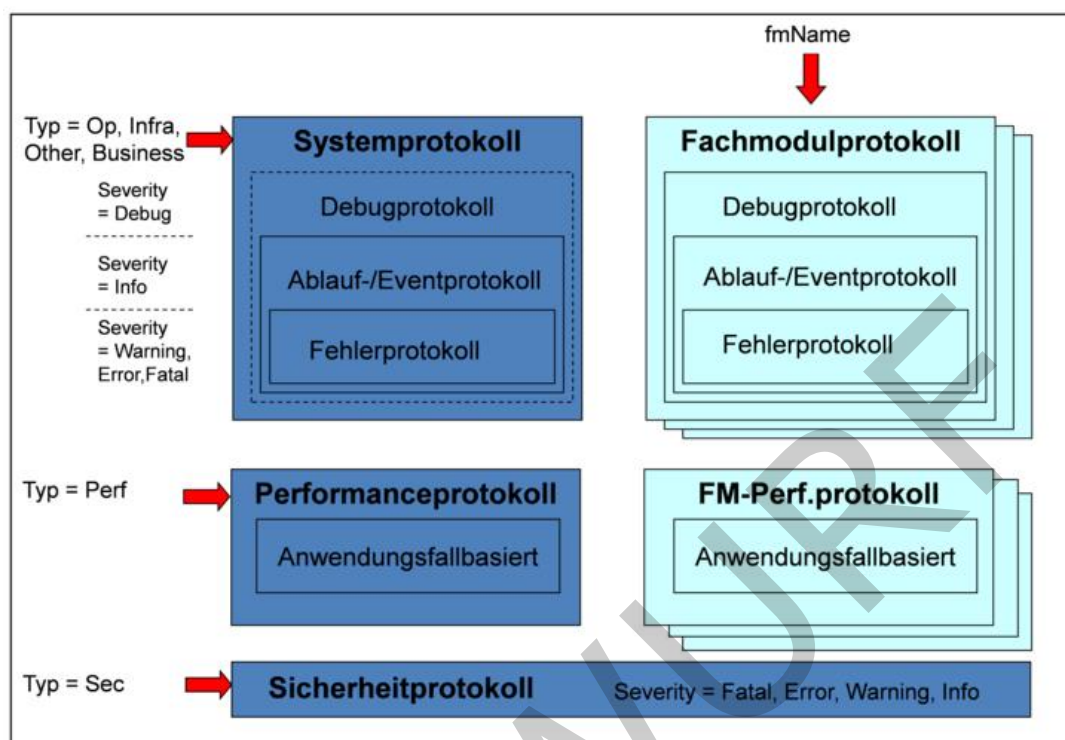 fmName
Typ = Op, Infra,
Other, Business
Severity
= Debug
Severity
= Info
Severity
= Warning,
Error,Fatal
Systemprotokoll
Debugprotokoll
Ablauf-/Eventprotokoll
Fehlerprotokoll
Fachmodulprotokoll
Debugprotokoll
Ablauf-/Eventprotokoll
Fehlerprotokoll
Typ = Perf
Performanceprotokoll
Anwendungsfallbasiert
FM-Perf.protokoll
Anwendungsfallbasiert
Typ = Sec
Sicherheitprotokoll
Severity = Fatal, Error, Warning, Info
WURF